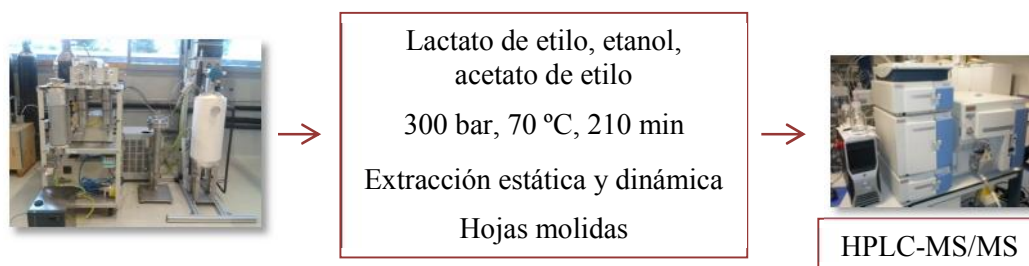 Lactato de etilo, etanol,
acetato de etilo
300 bar, 70 ºC, 210 min
Extracción estática y dinámica
Hojas molidas
HPLC-MS/MS